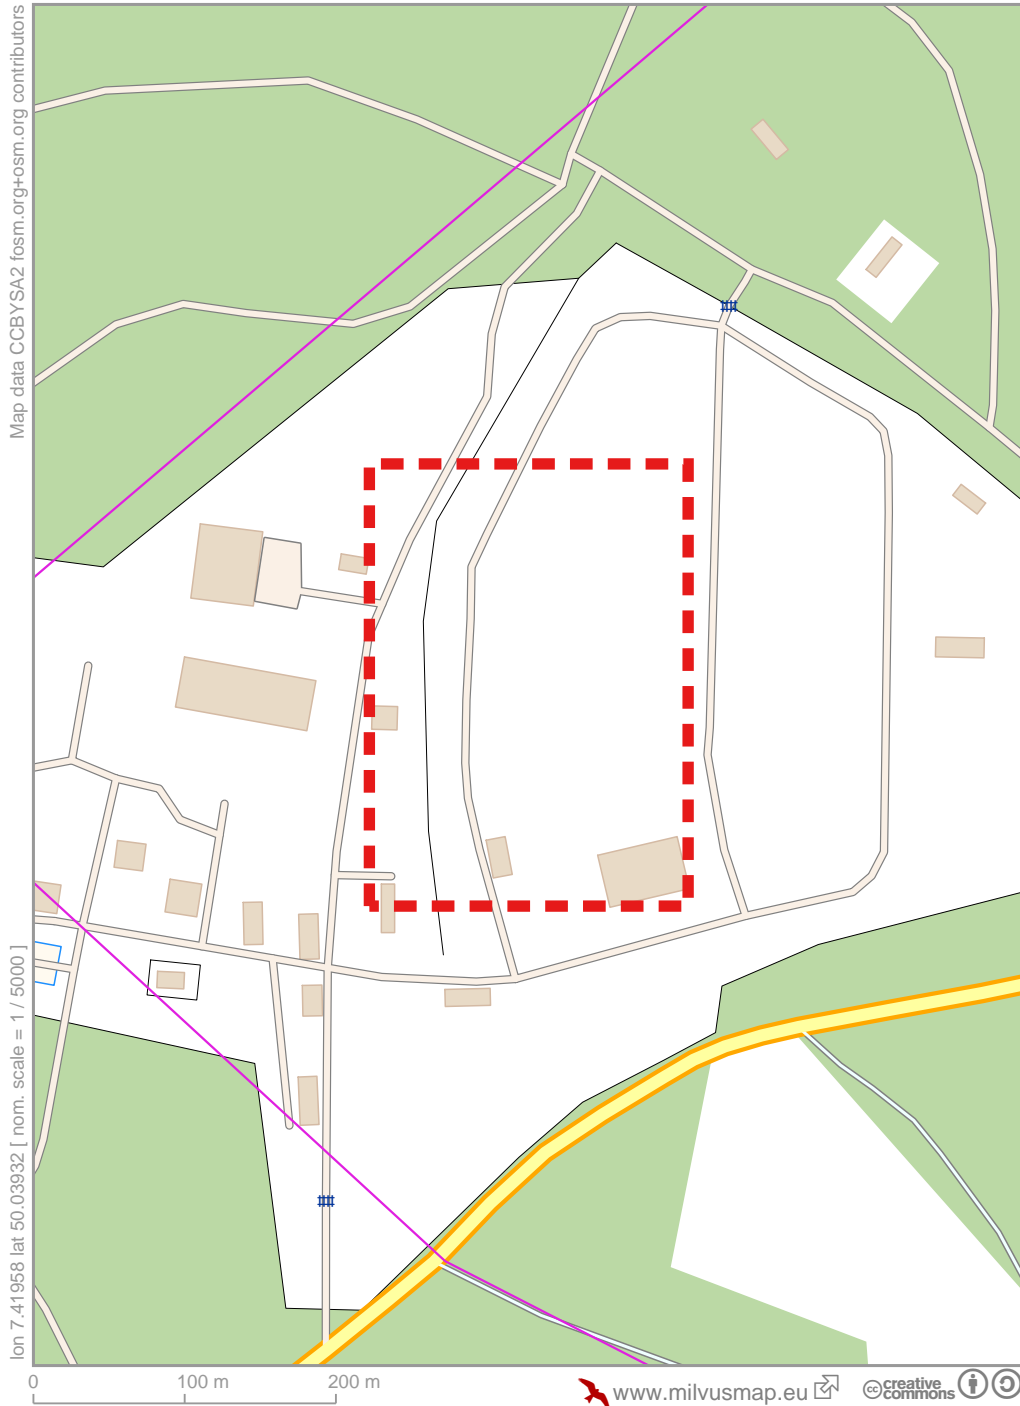 Map data CCBYSA2 fosm.org+osm.org contributors
lon 7.41958 lat 50.03932 [ nom. scale = 1 / 5000 ]
0 100 m 200 m
www.milvusmap.eu
cc creative commons